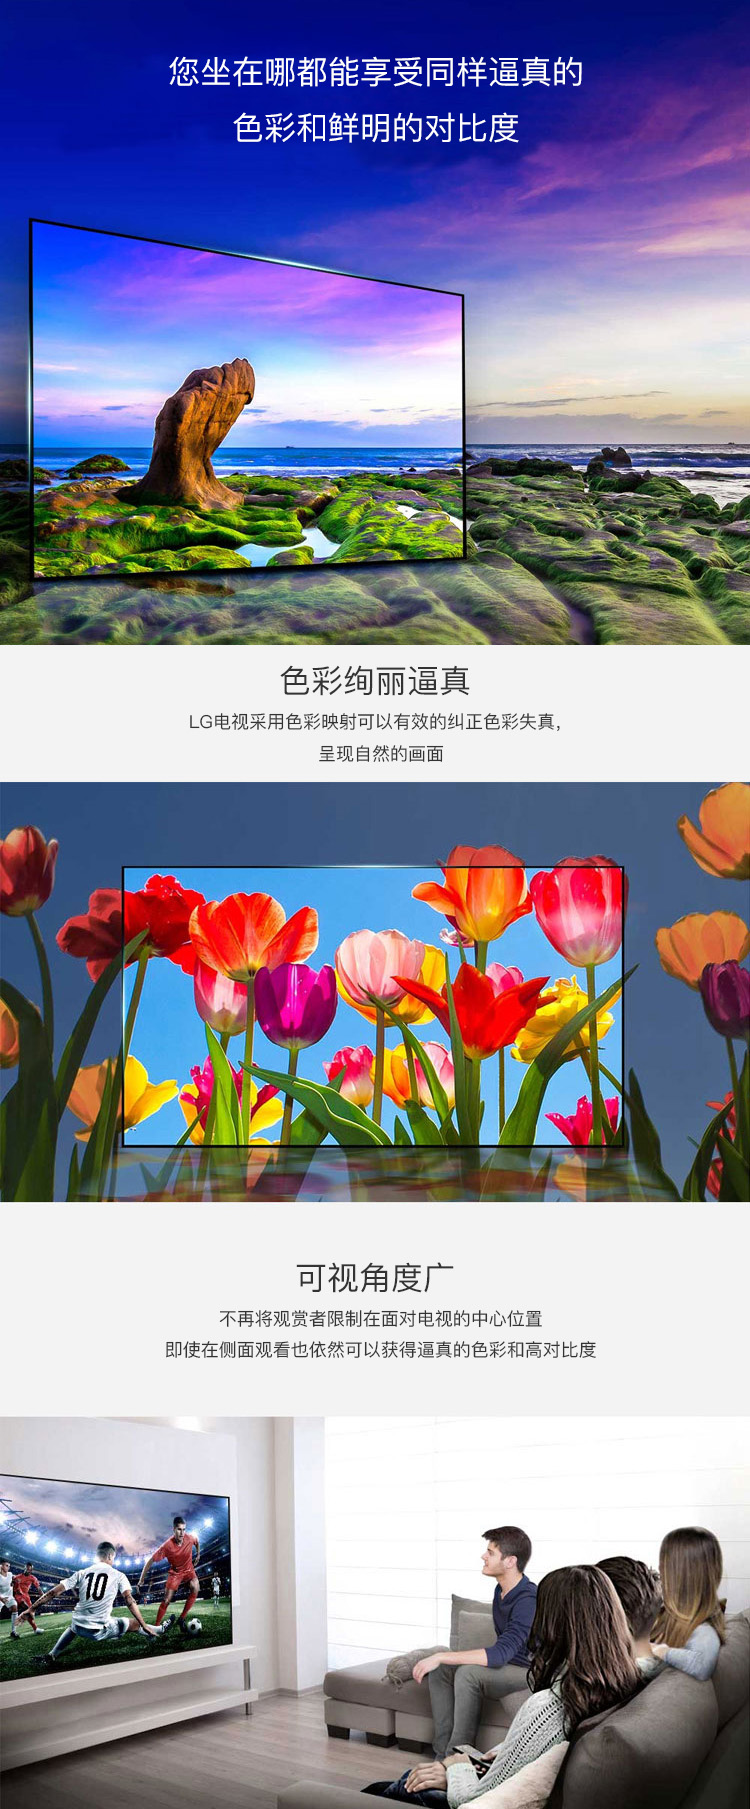 您坐在哪都能享受同样逼真的
色彩和鲜明的对比度
色彩绚丽逼真
LG电视采用色彩映射可以有效的纠正色彩失真，
呈现自然的画面
可视角度广
不再将观赏者限制在面对电视的中心位置
即使在侧面观看也依然可以获得逼真的色彩和高对比度
10